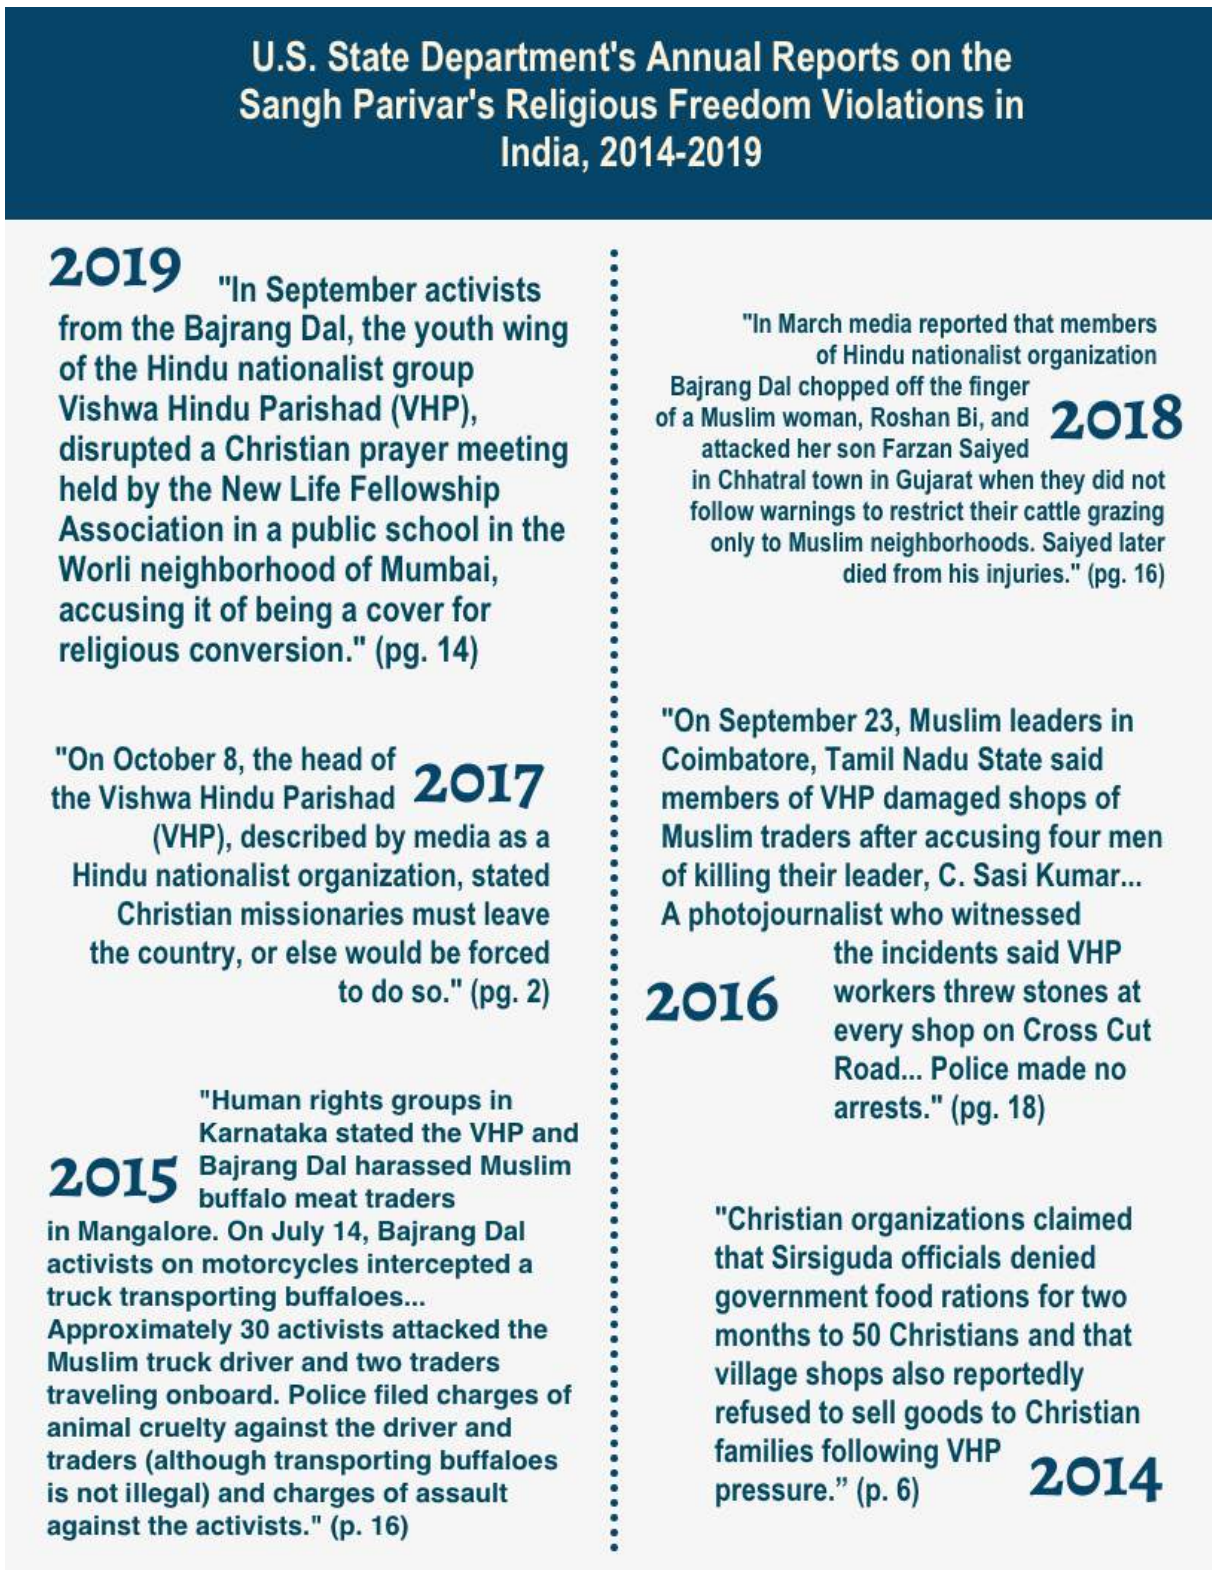 U.S. State Department's Annual Reports on the
Sangh Parivar's Religious Freedom Violations in
India, 2014-2019
2019
"In September activists
from the Bajrang Dal, the youth wing
of the Hindu nationalist group
Vishwa Hindu Parishad (VHP),
disrupted a Christian prayer meeting
held by the New Life Fellowship
Association in a public school in the
Worli neighborhood of Mumbai,
accusing it of being a cover for
religious conversion." (pg. 14)
"In March media reported that members
of Hindu nationalist organization
Bajrang Dal chopped off the finger
of a Muslim woman, Roshan Bi, and
attacked her son Farzan Saiyed
in Chhatral town in Gujarat when they did not
follow warnings to restrict their cattle grazing
only to Muslim neighborhoods. Saiyed later
died from his injuries." (pg. 16)
2018
"On October 8, the head of
the Vishwa Hindu Parishad
(VHP), described by media as a
Hindu nationalist organization, stated
Christian missionaries must leave
the country, or else would be forced
to do so." (pg. 2)
2017
"On September 23, Muslim leaders in
Coimbatore, Tamil Nadu State said
members of VHP damaged shops of
Muslim traders after accusing four men
of killing their leader, C. Sasi Kumar...
A photojournalist who witnessed
the incidents said VHP
workers threw stones at
every shop on Cross Cut
Road... Police made no
arrests." (pg. 18)
2016
"Human rights groups in
Karnataka stated the VHP and
Bajrang Dal harassed Muslim
buffalo meat traders
in Mangalore. On July 14, Bajrang Dal
activists on motorcycles intercepted a
truck transporting buffaloes...
Approximately 30 activists attacked the
Muslim truck driver and two traders
traveling onboard. Police filed charges of
animal cruelty against the driver and
traders (although transporting buffaloes
is not illegal) and charges of assault
against the activists." (p. 16)
2015
"Christian organizations claimed
that Sirsiguda officials denied
government food rations for two
months to 50 Christians and that
village shops also reportedly
refused to sell goods to Christian
families following VHP
pressure.” (p. 6)
2014